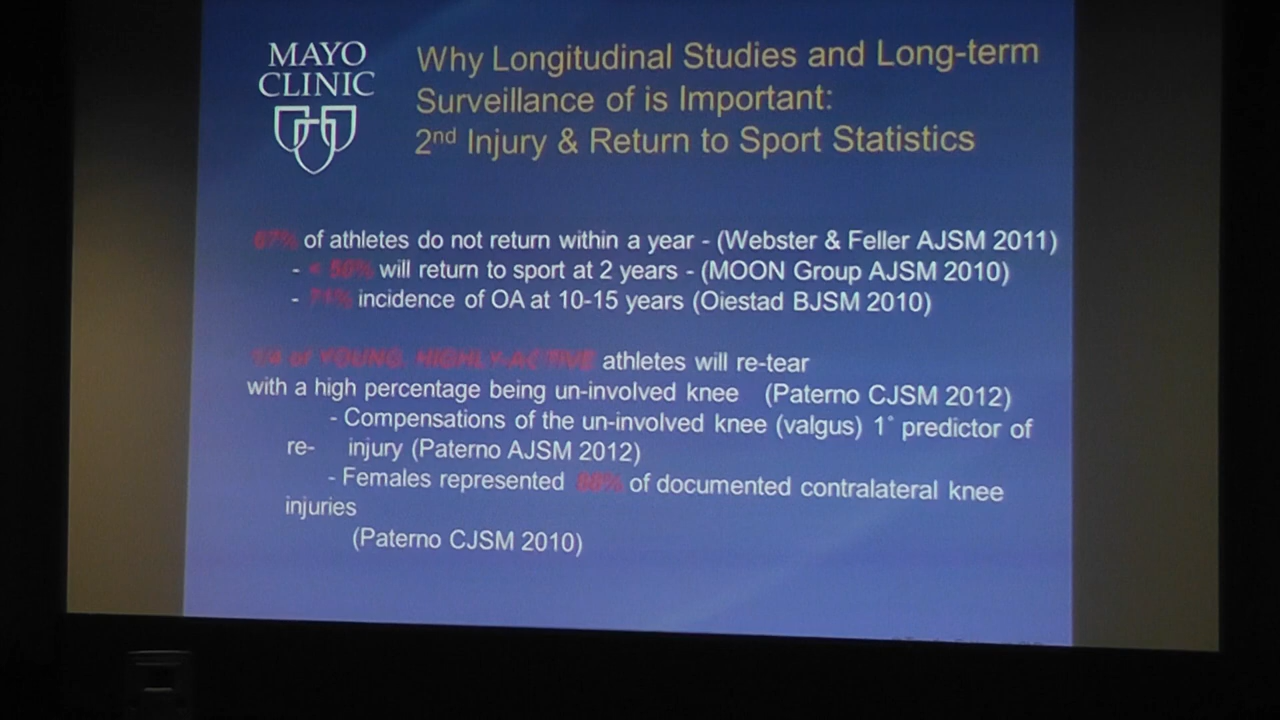 MAYO
CLINIC
Why Longitudinal Studies and Long-term
Surveillance of is Important:
2nd Injury & Return to Sport Statistics
67% of athletes do not return within a year - (Webster & Feller AJSM 2011)
- < 50% will return to sport at 2 years - (MOON Group AJSM 2010)
- 71% incidence of OA at 10-15 years (Oiestad BJSM 2010)
1/4 of YOUNG, HIGHLY-ACTIVE athletes will re-tear
with a high percentage being un-involved knee (Paterno CJSM 2012)
- Compensations of the un-involved knee (valgus) 1° predictor of
re- injury (Paterno AJSM 2012)
- Females represented 88% of documented contralateral knee
injuries
(Paterno CJSM 2010)